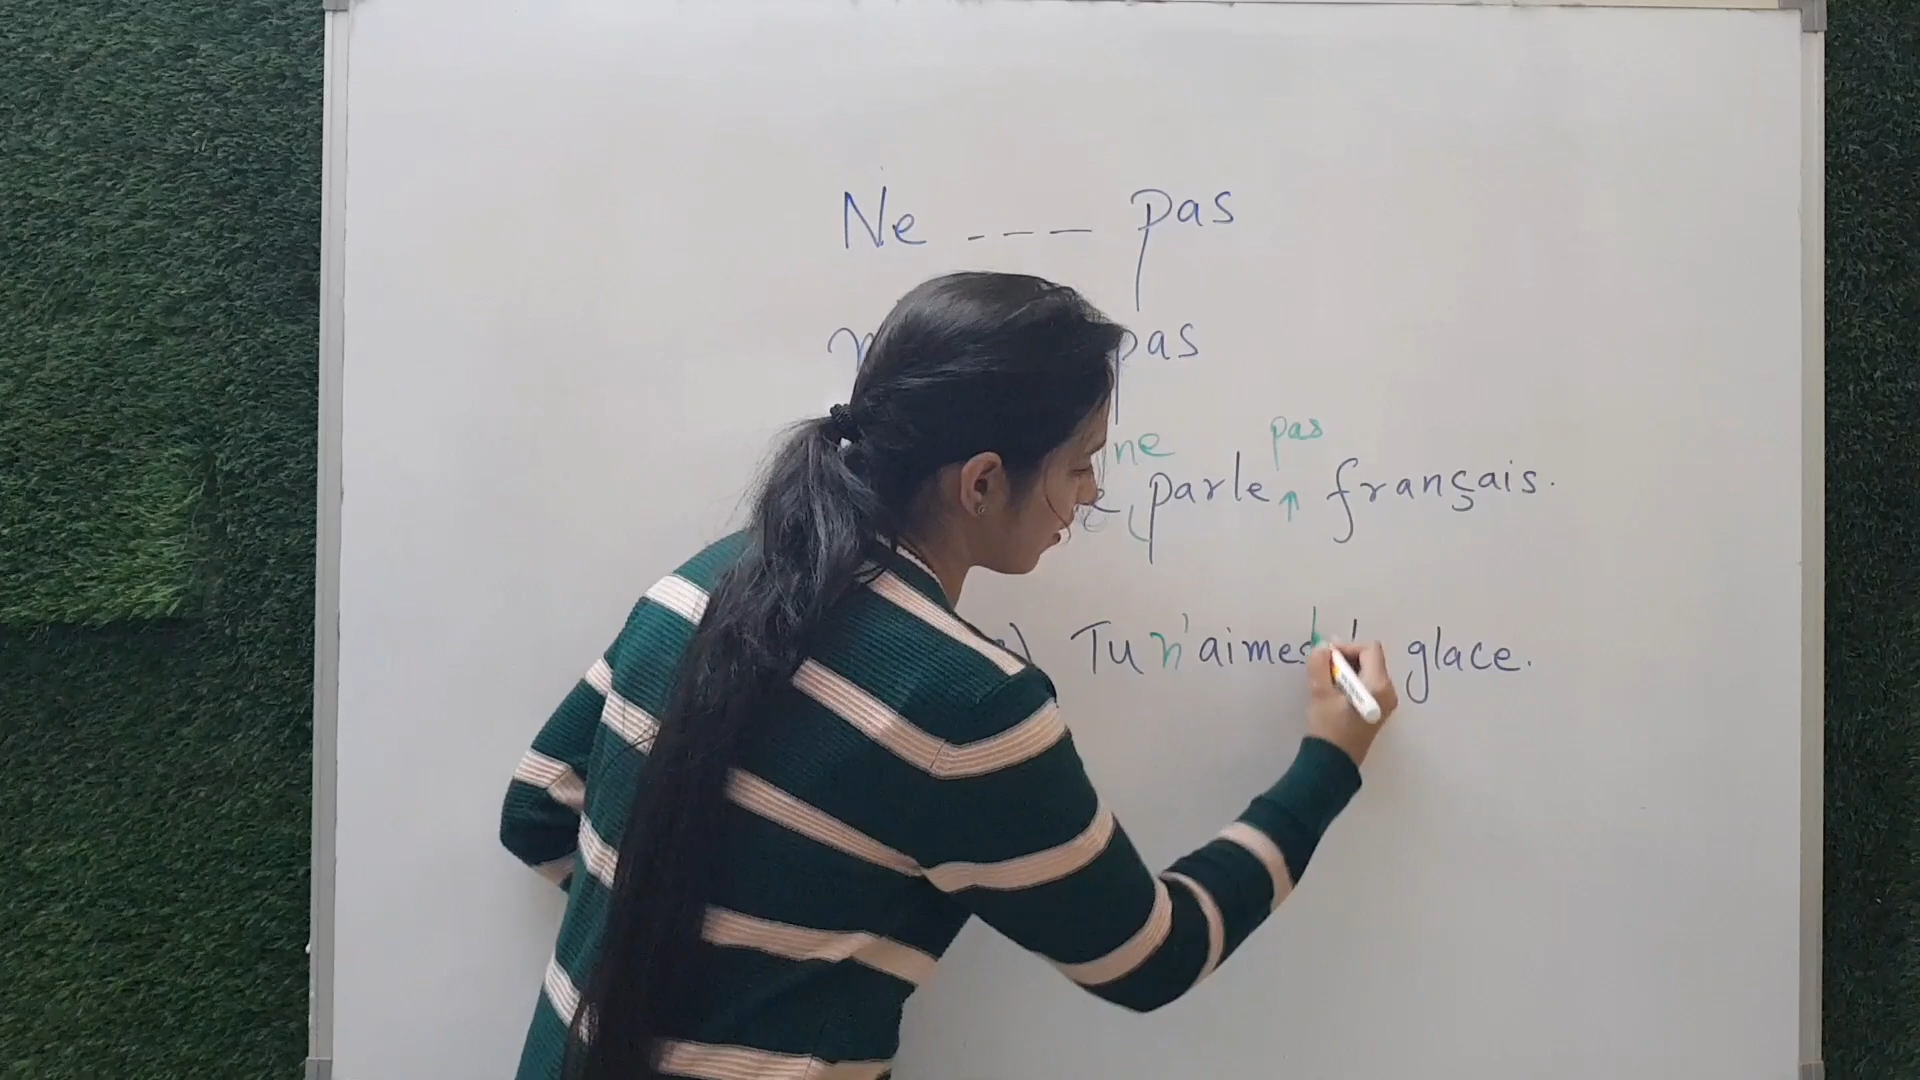 Ne --- pas
pas
ne pas
parle français.
Tu n'aimes glace.